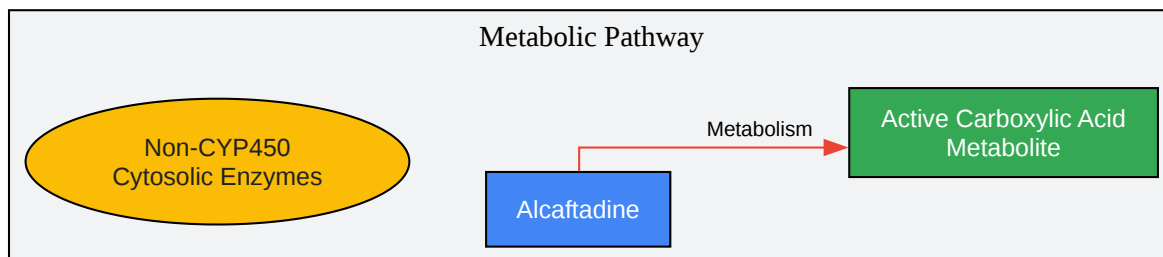 Metabolic Pathway
Non-CYP450
Cytosolic Enzymes
Metabolism
Active Carboxylic Acid
Metabolite
Alcaftadine